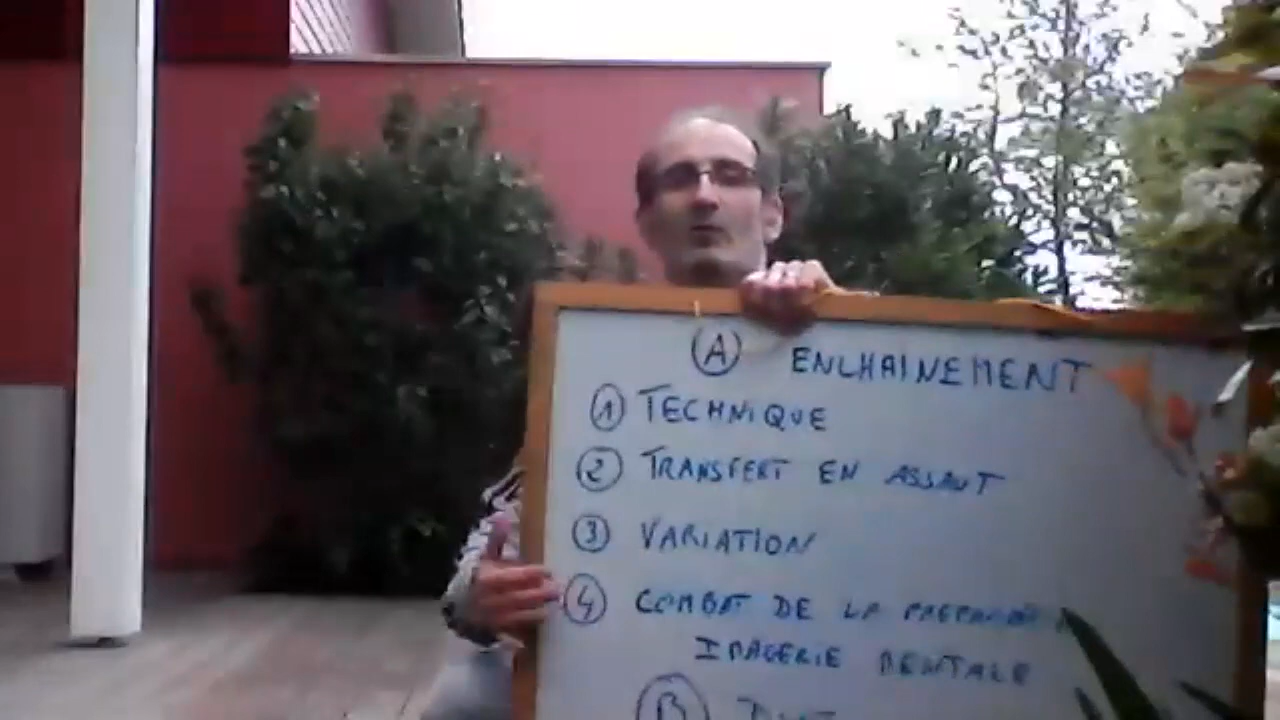 A ENCHAINEMENT
1 TECHNIQUE
2 TRANSFERT EN ASSAUT
3 VARIATION
4 COMBAT DE LA
IMAGERIE MENTALE
B